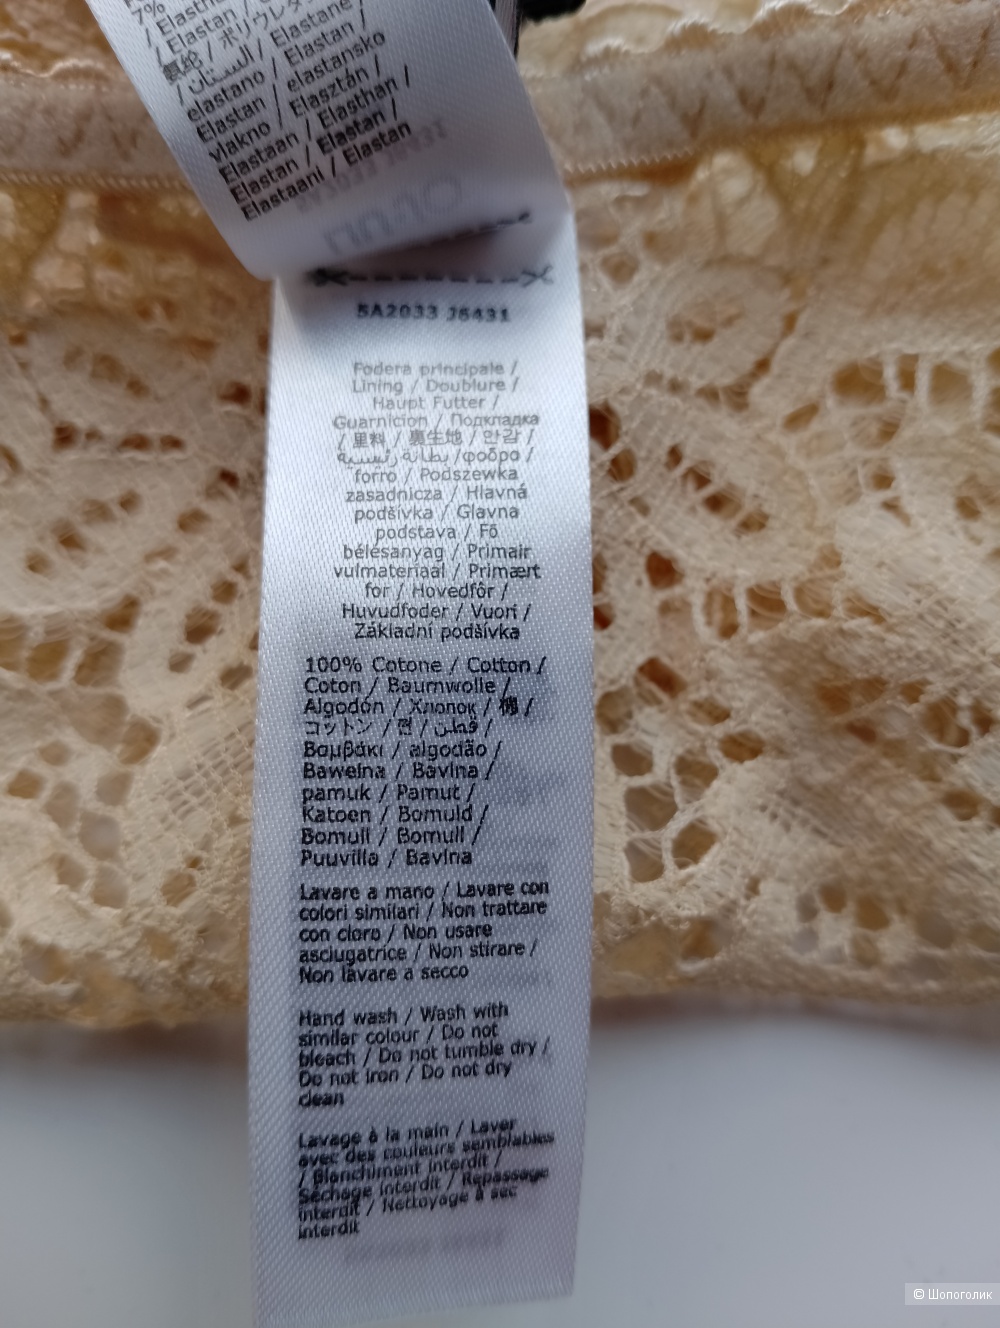 7%
/ Elastan /
ポリウレタン
/ الستان / Elastane
elastano / Elastan /
Elastan / elastansko
vlakno / Elasztán /
Elastaan / Elasthan /
Elastan / Elastan /
Elastaani / Elastan
5A2033 J6431
Fodera principale /
Lining / Doublure /
Haupt Futter /
Guarnicion / Подкладка
/ 里料 / 裏生地 / 안감 /
بطانة رئيسية /φοδρα /
forro / Podszewka
zasadnicza / Hlavná
podšívka / Glavna
podstava / Fő
bélésanyag / Primair
vulmateriaal / Primært
for / Hovedfôr /
Huvudfoder / Vuori /
Základní podšívka
100% Cotone / Cotton /
Coton / Baumwolle /
Algodón / Хлопок / 棉 /
コットン / 면 / قطن /
Βαμβάκι / algodão /
Bawełna / Bavlna /
pamuk / Pamut /
Katoen / Bomuld /
Bomull / Bomull /
Puuvilla / Bavlna
Lavare a mano / Lavare con
colori similari / Non trattare
con cloro / Non usare
asciugatrice / Non stirare /
Non lavare a secco
Hand wash / Wash with
similar colour / Do not
bleach / Do not tumble dry /
Do not iron / Do not dry
clean
Lavage à la main / Laver
avec des couleurs semblables
/ Blanchiment interdit /
Séchage interdit / Repassage
interdit / Nettoyage à sec
interdit
© Шопоголик